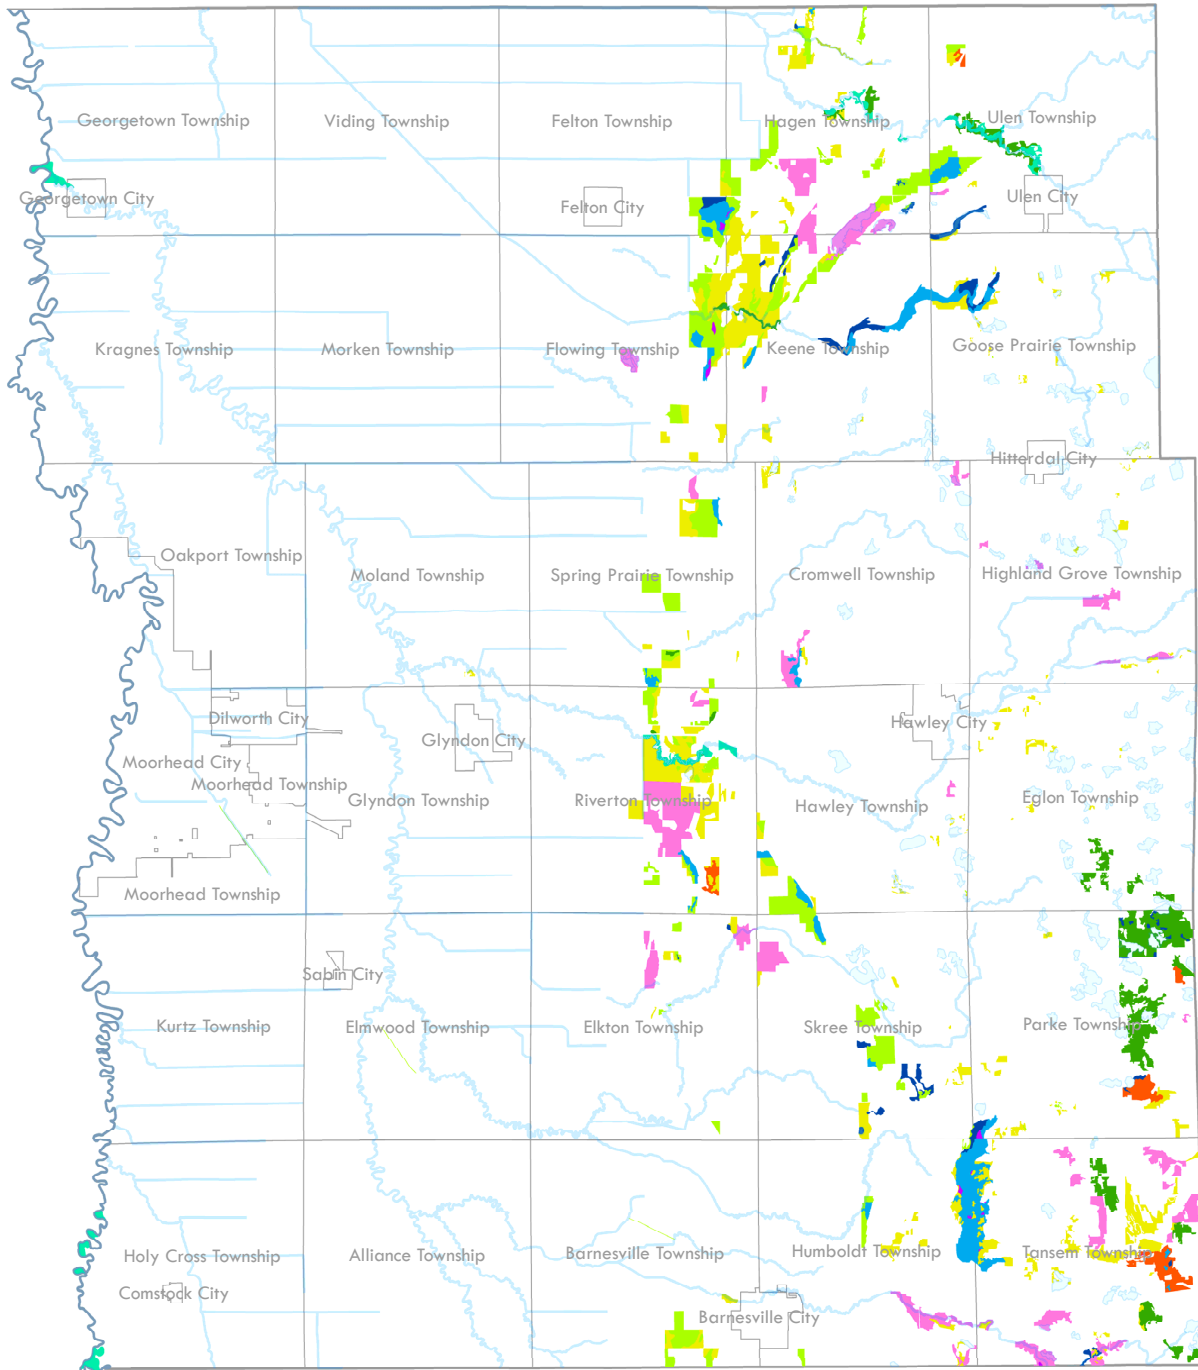 Georgetown Township
Viding Township
Felton Township
Hagen Township
Ulen Township
Georgetown City
Felton City
Ulen City
Kragnes Township
Morken Township
Flowing Township
Keene Township
Goose Prairie Township
Hitterdal City
Oakport Township
Moland Township
Spring Prairie Township
Cromwell Township
Highland Grove Township
Dilworth City
Glyndon City
Hawley City
Moorhead City
Moorhead Township
Glyndon Township
Riverton Township
Hawley Township
Eglon Township
Moorhead Township
Sabin City
Kurtz Township
Elmwood Township
Elkton Township
Skree Township
Parke Township
Holy Cross Township
Alliance Township
Barnesville Township
Humboldt Township
Tansem Township
Comstock City
Barnesville City